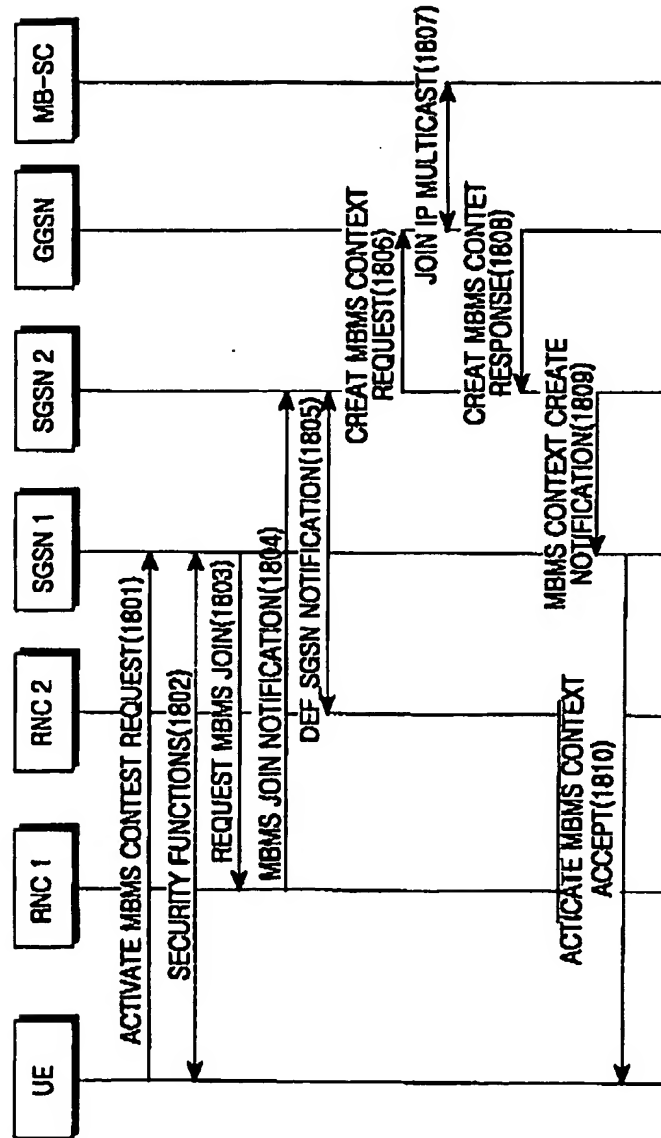 UE
RNC 1
RNC 2
SGSN 1
SGSN 2
GGSN
MB-SC
ACTIVATE MBMS CONTEST REQUEST(1801)
SECURITY FUNCTIONS(1802)
REQUEST MBMS JOIN(1803)
MBMS JOIN NOTIFICATION(1804)
DEF_SGSN NOTIFICATION(1805)
CREAT MBMS CONTEXT
REQUEST(1806)
JOIN IP MULTICAST(1807)
CREAT MBMS CONTET
RESPONSE(1808)
MBMS CONTEXT CREATE
NOTIFICATION(1809)
ACTICATE MBMS CONTEXT
ACCEPT(1810)